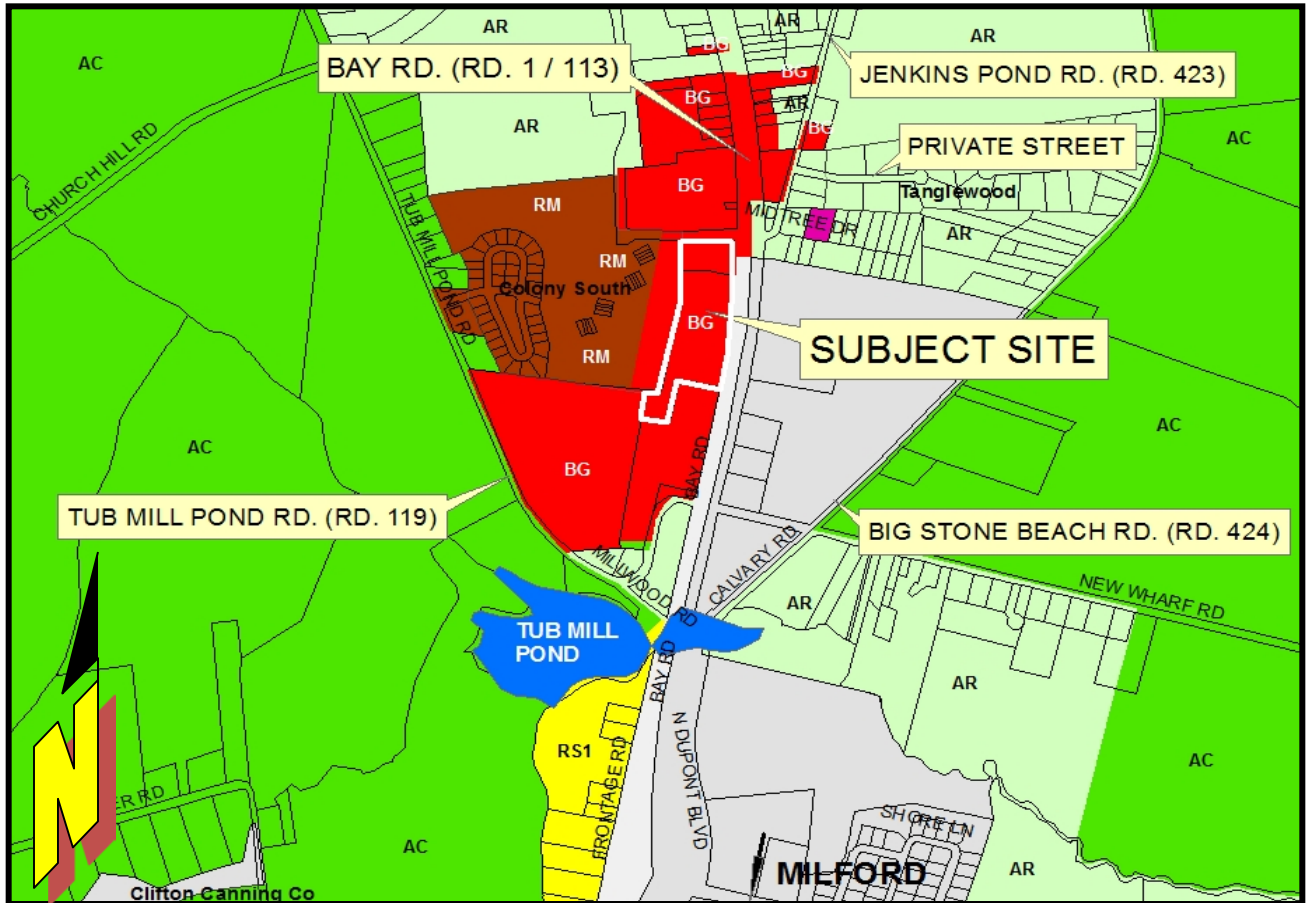 AR
AR
AC
BG
AR
BAY RD. (RD. 1 / 113)
BG
JENKINS POND RD. (RD. 423)
BG
AR
AR
BG
AC
CHURCH HILL RD
PRIVATE STREET
BG
Tanglewood
RM
TUB MILL POND RD
MIDTREE DR
AR
RM
Colony South
BG
SUBJECT SITE
RM
AC
AC
BG
BAY RD
TUB MILL POND RD. (RD. 119)
BIG STONE BEACH RD. (RD. 424)
MILLWOOD RD
CALVARY RD
NEW WHARF RD
AR
TUB MILL
POND
BAY RD
AR
RS1
N DUPONT BLVD
AC
N
ER RD
FRONTAGE RD
SHORE LN
AC
MILFORD
AR
Clifton Canning Co